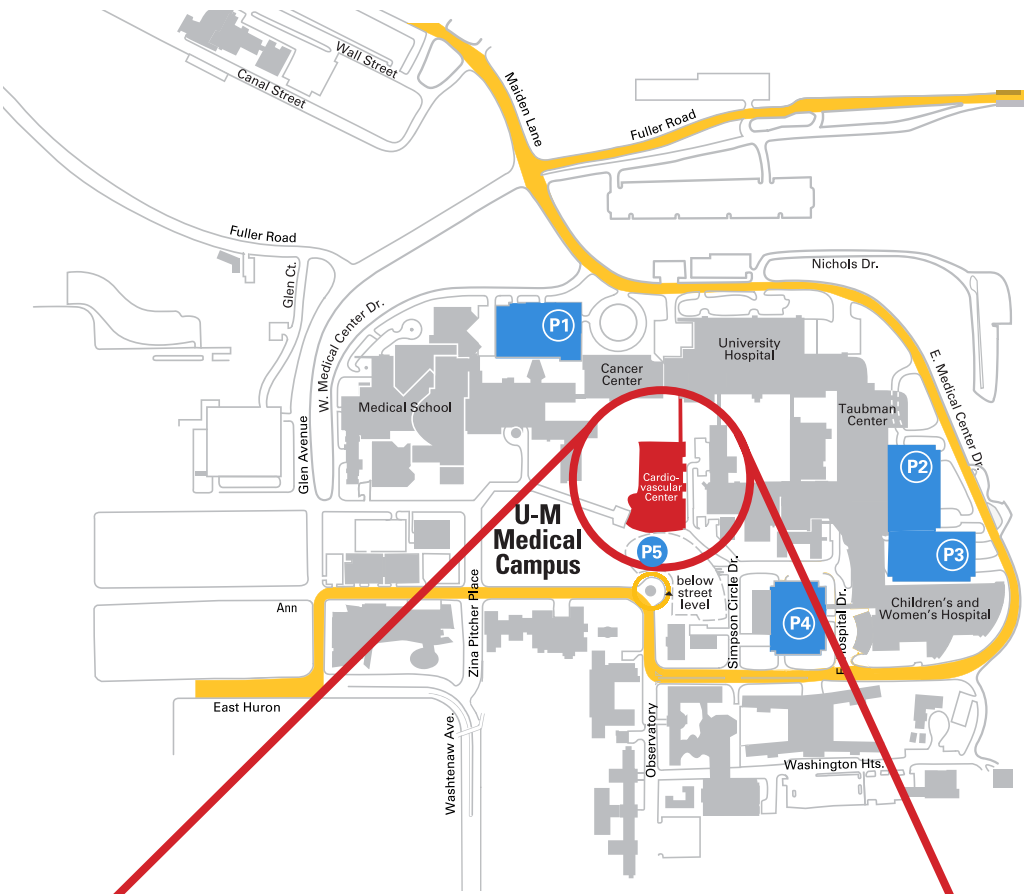 Wall Street
Canal Street
Maiden Lane
Fuller Road
Fuller Road
Glen Ct.
W. Medical Center Dr.
Nichols Dr.
P1
University
Hospital
Cancer
Center
E. Medical Center Dr.
Medical School
Taubman
Center
Glen Avenue
Cardio-
vascular
Center
P2
U-M
Medical
Campus
P5
P3
below
street
level
Simpson Circle Dr.
Zina Pitcher Place
Ann
P4
Hospital Dr.
Children's and
Women's Hospital
East Huron
Washtenaw Ave.
Observatory
Washington Hts.